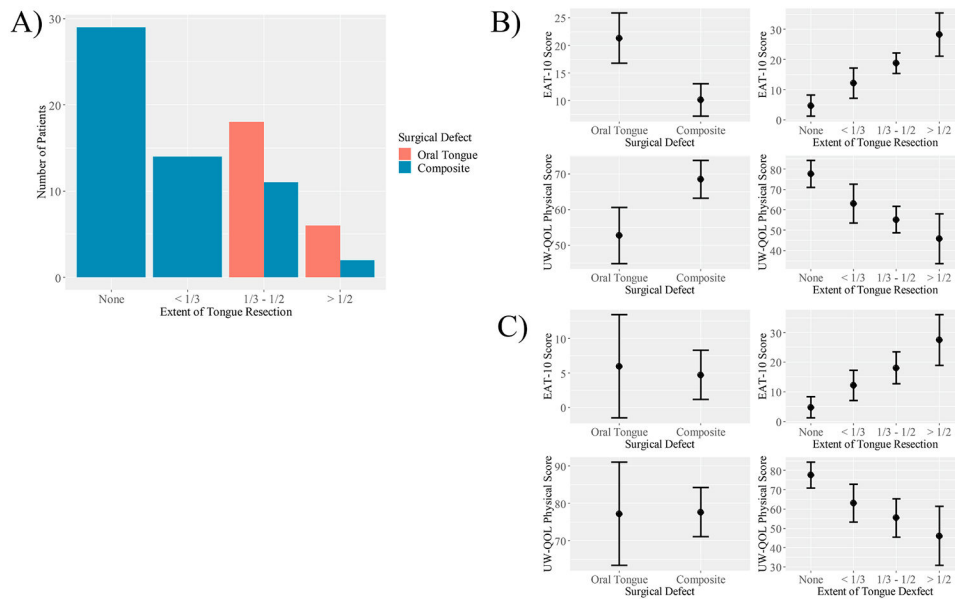 A)
30
20
10
0
Number of Patients
None
< 1/3
1/3 - 1/2
> 1/2
Extent of Tongue Resection
Surgical Defect
Oral Tongue
Composite
B)
25
20
15
10
EAT-10 Score
Oral Tongue
Composite
Surgical Defect
30
20
10
0
EAT-10 Score
None
< 1/3
1/3 - 1/2
> 1/2
Extent of Tongue Resection
70
60
50
UW-QOL Physical Score
Oral Tongue
Composite
Surgical Defect
80
70
60
50
40
UW-QOL Physical Score
None
< 1/3
1/3 - 1/2
> 1/2
Extent of Tongue Resection
C)
10
5
0
EAT-10 Score
Oral Tongue
Composite
Surgical Defect
30
20
10
0
EAT-10 Score
None
< 1/3
1/3 - 1/2
> 1/2
Extent of Tongue Resection
90
80
70
UW-QOL Physical Score
Oral Tongue
Composite
Surgical Defect
80
70
60
50
40
30
UW-QOL Physical Score
None
< 1/3
1/3 - 1/2
> 1/2
Extent of Tongue Dexfect